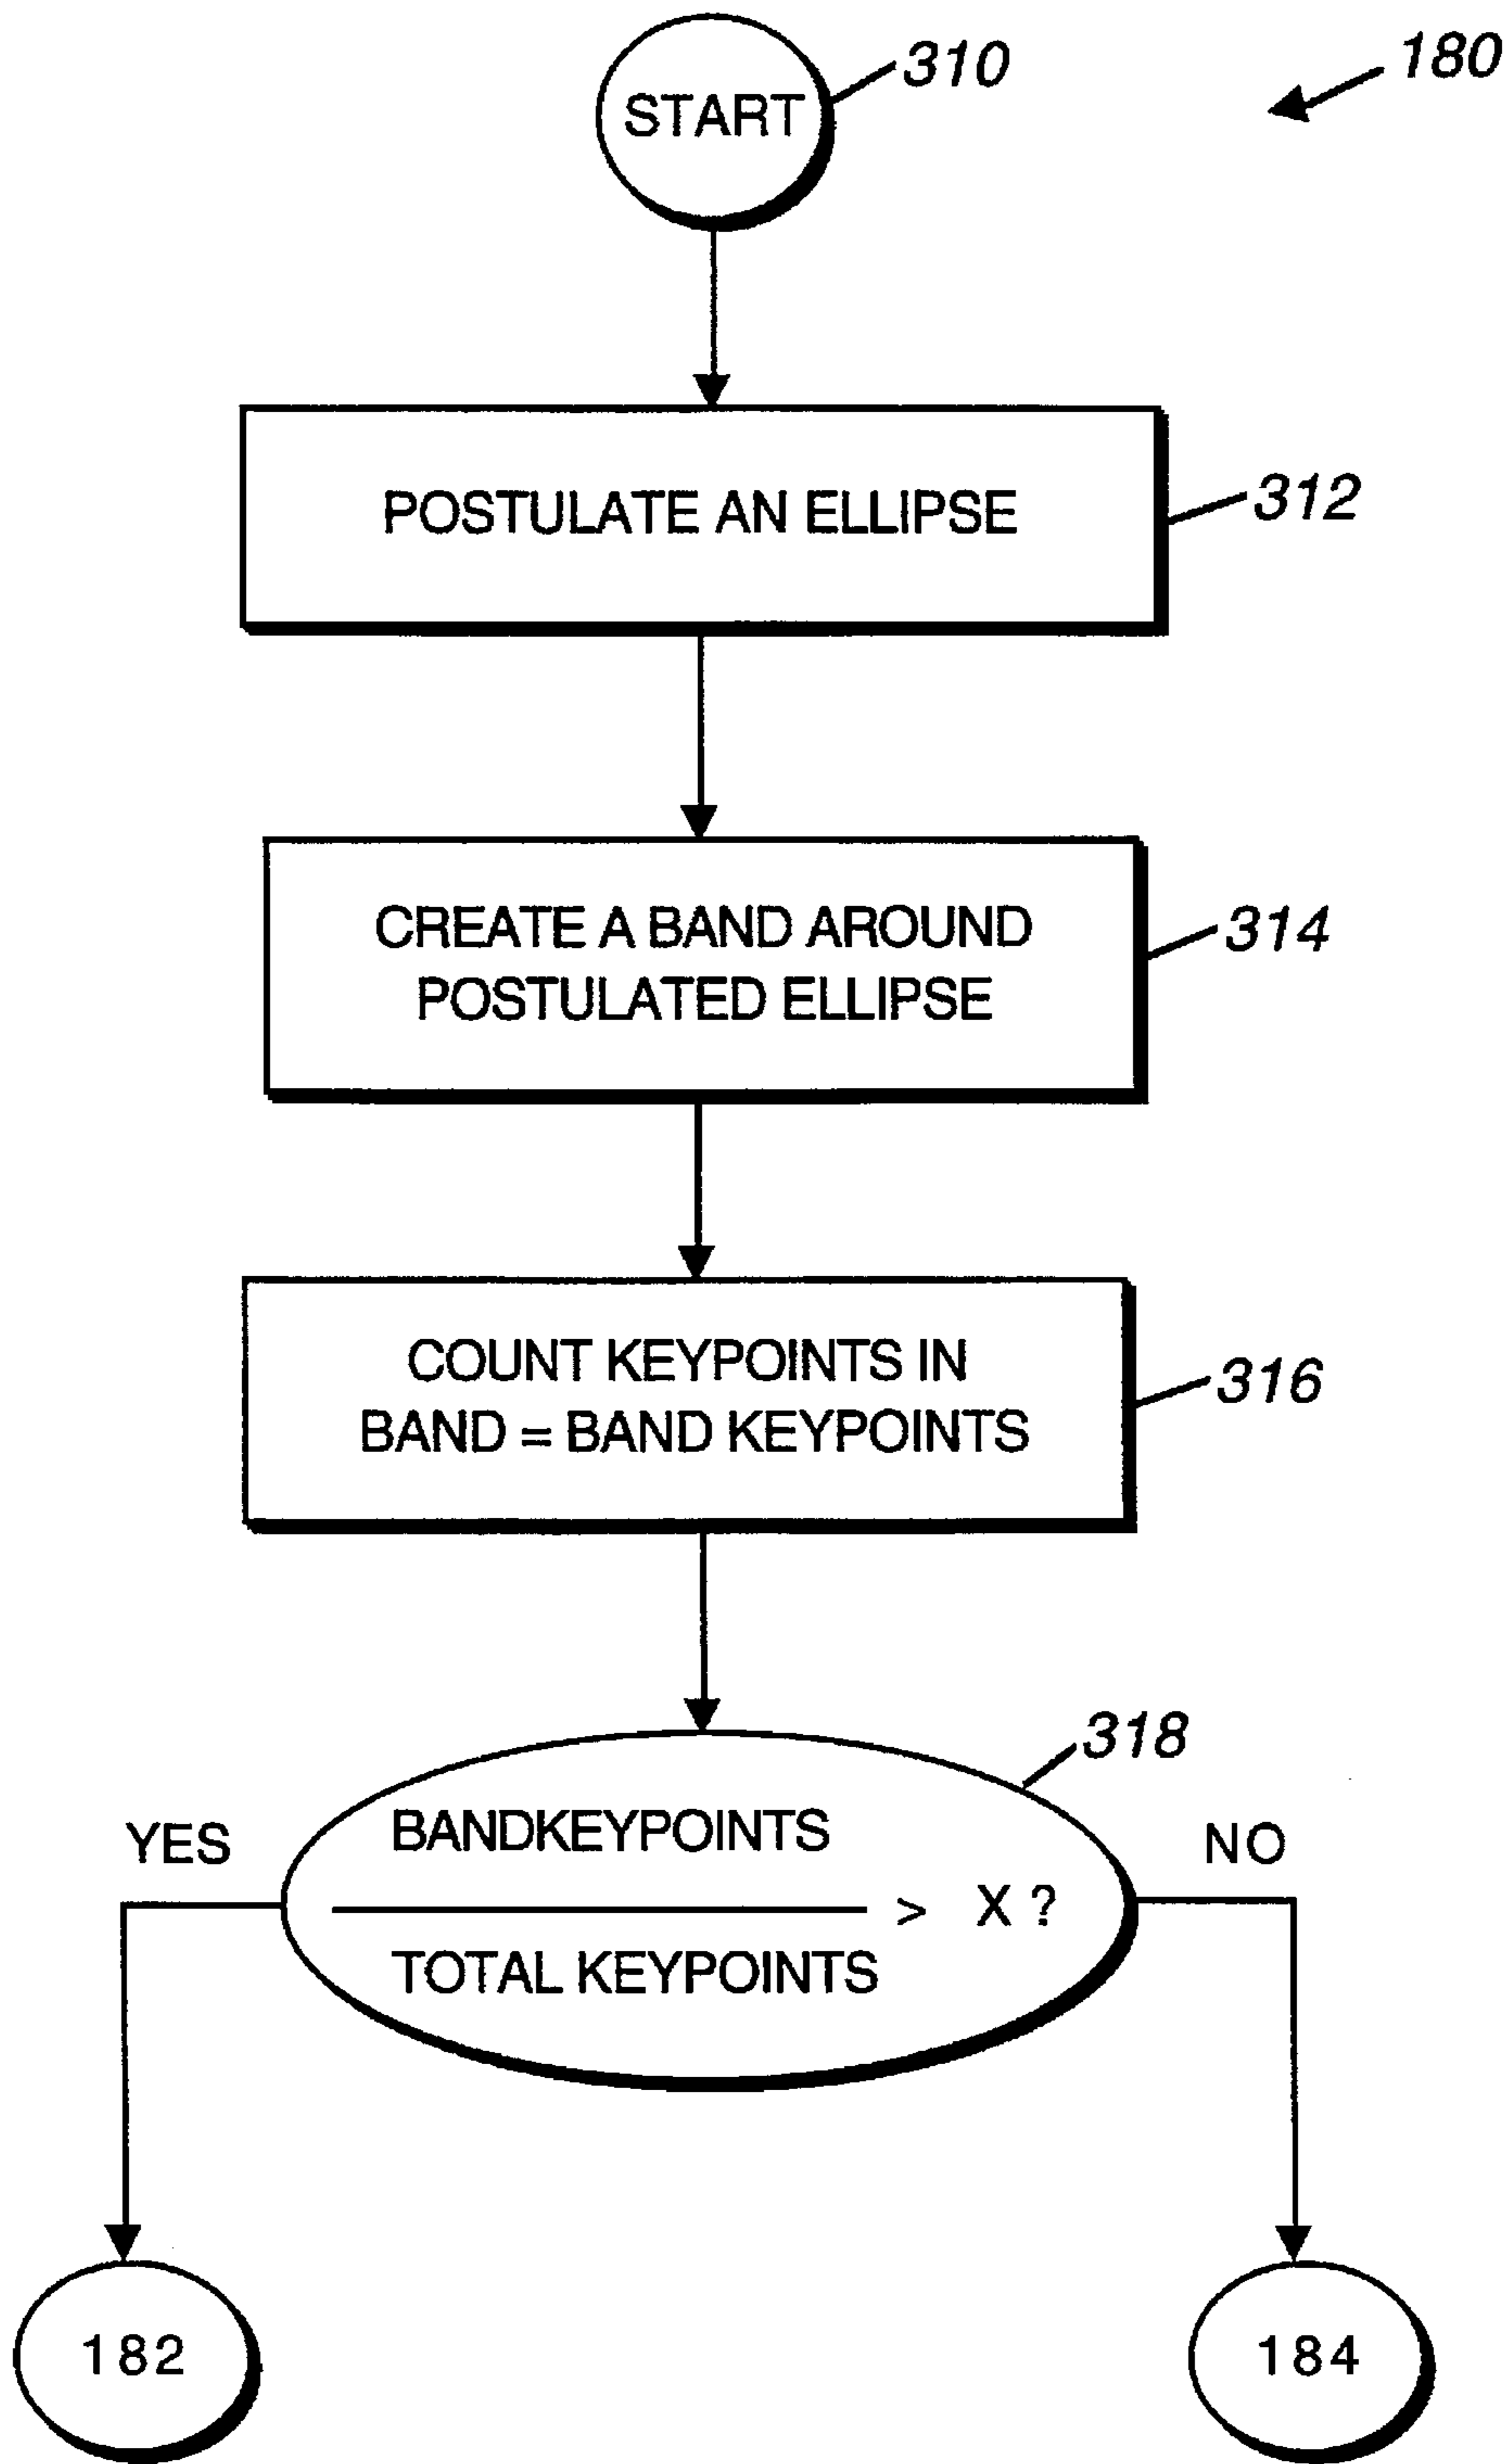 310
180
START
POSTULATE AN ELLIPSE
312
CREATE A BAND AROUND
POSTULATED ELLIPSE
314
COUNT KEYPOINTS IN
BAND = BAND KEYPOINTS
316
318
YES
BANDKEYPOINTS
NO
> X ?
TOTAL KEYPOINTS
182
184